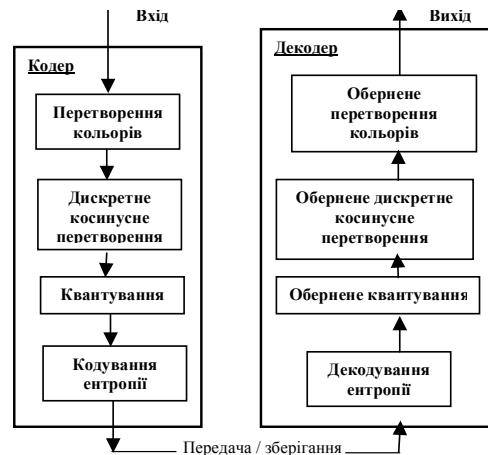 Вхід
Кодер
Перетворення
кольорів
Дискретне
косинусне
перетворення
Квантування
Кодування
ентропії
Вихід
Декодер
Обернене
перетворення
кольорів
Обернене дискретне
косинусне
перетворення
Обернене квантування
Декодування
ентропії
Передача / зберігання